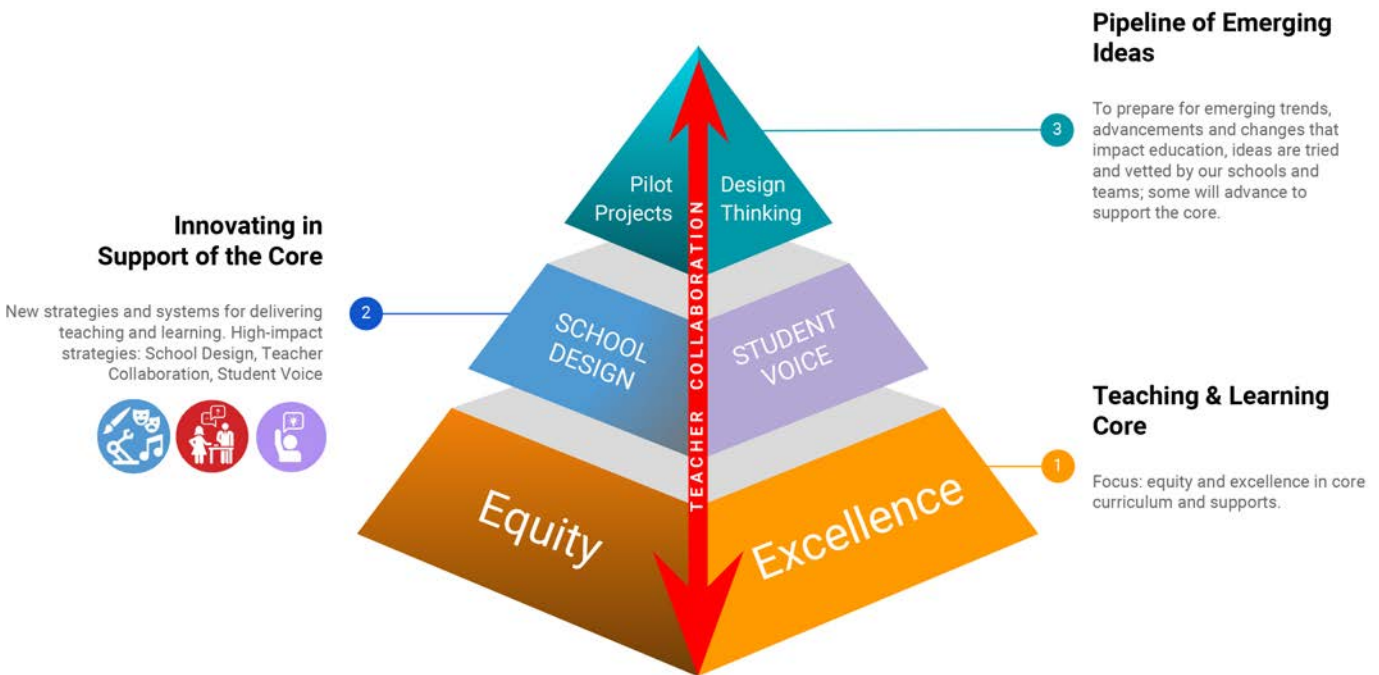 Pipeline of Emerging
Ideas
To prepare for emerging trends,
advancements and changes that
impact education, ideas are tried
and vetted by our schools and
teams; some will advance to
support the core.
3
Pilot
Projects
Design
Thinking
TEACHER COLLABORATION
Innovating in
Support of the Core
New strategies and systems for delivering
teaching and learning. High-impact
strategies: School Design, Teacher
Collaboration, Student Voice
2
SCHOOL
DESIGN
STUDENT
VOICE
Teaching & Learning
Core
Focus: equity and excellence in core
curriculum and supports.
1
Equity
Excellence